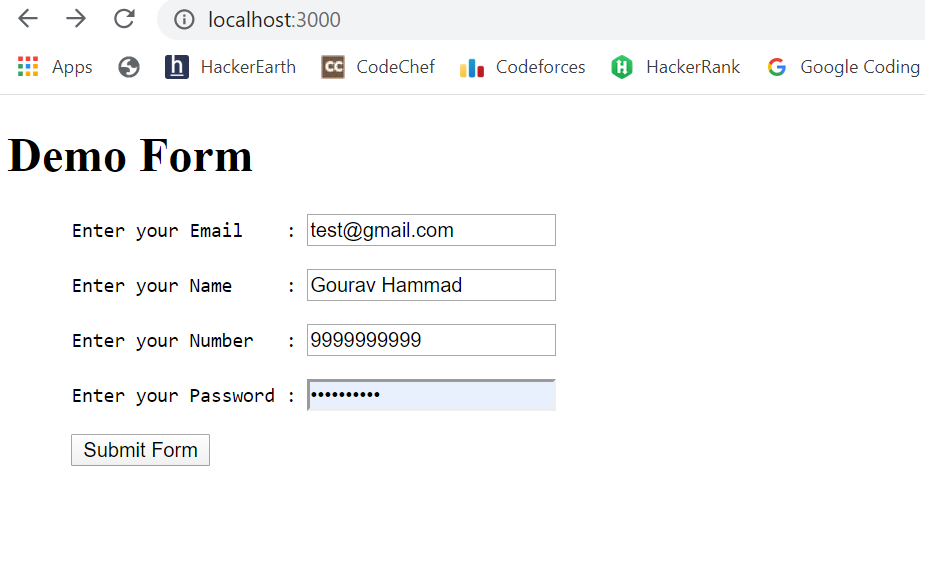 localhost:3000
Apps HackerEarth CC CodeChef Codeforces HackerRank Google Coding
Demo Form
Enter your Email : test@gmail.com
Enter your Name : Gourav Hammad
Enter your Number : 9999999999
Enter your Password : ••••••••••
Submit Form